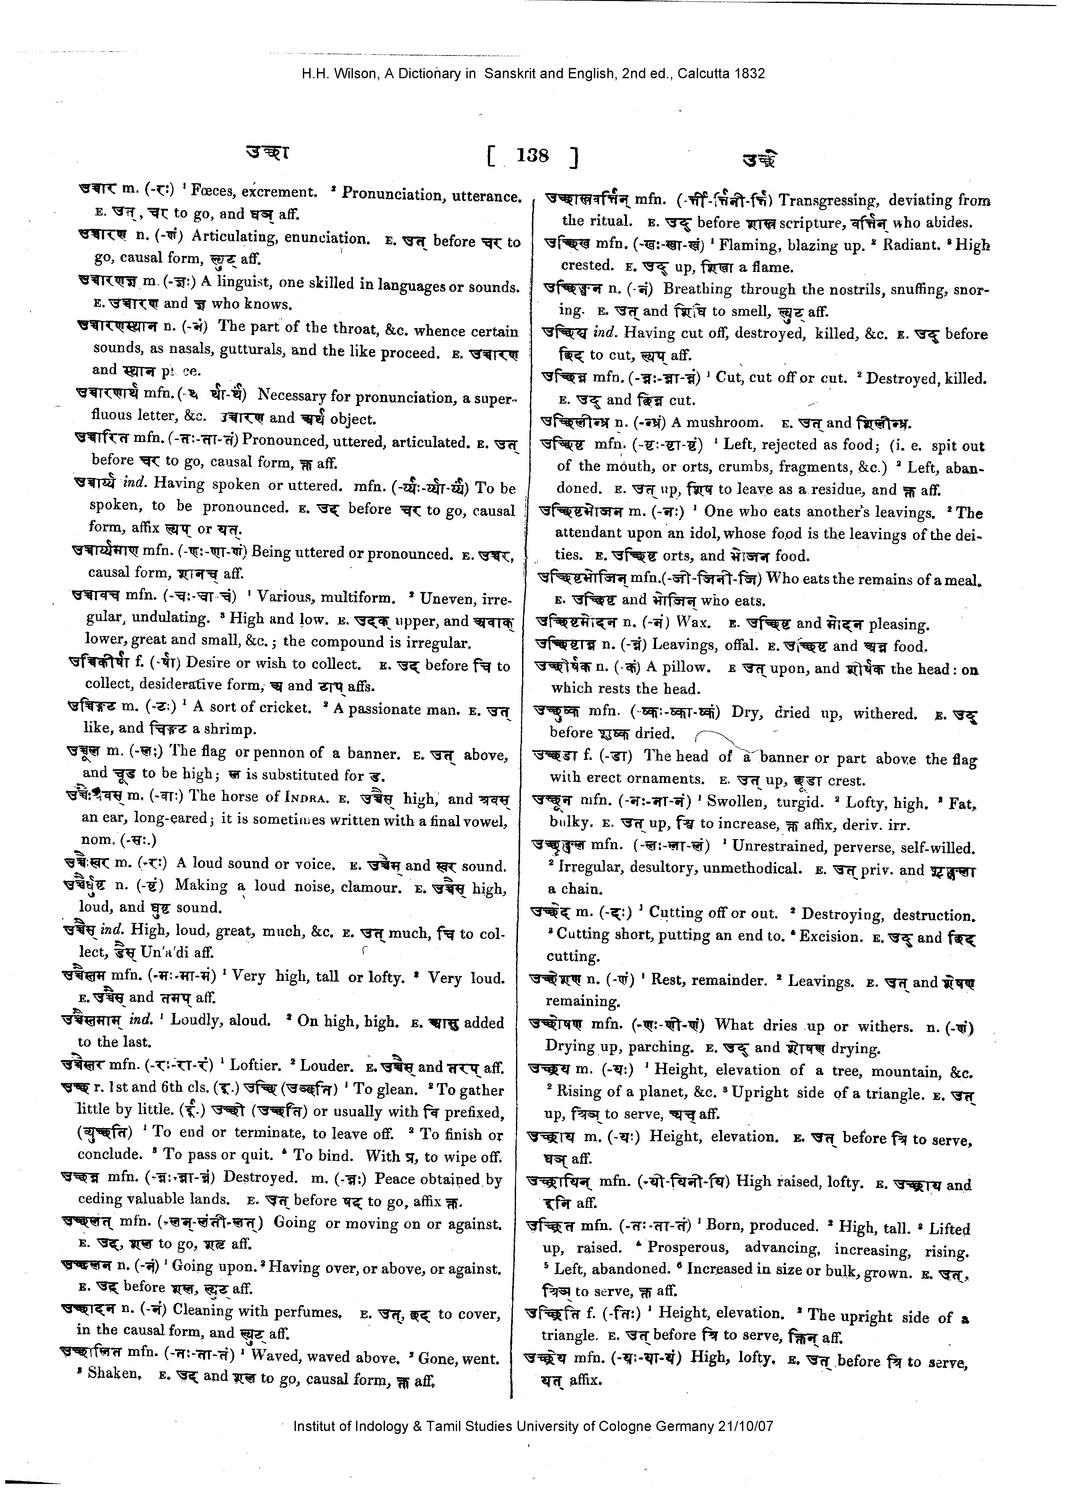 H.H. Wilson, A Dictionary in Sanskrit and English, 2nd ed., Calcutta 1832
उच्छा [ 138 ] उच्छे
उच्चार m. (-रः) ¹ Fœces, excrement. ² Pronunciation, utterance.
E. उत्, चर to go, and घञ् aff.
उच्चारण n. (-णं) Articulating, enunciation. E. उत् before चर to
go, causal form, ल्युट् aff.
उच्चारणज्ञ m. (-ज्ञः) A linguist, one skilled in languages or sounds.
E. उच्चारण and ज्ञ who knows.
उच्चारणस्थान n. (-नं) The part of the throat, &c. whence certain
sounds, as nasals, gutturals, and the like proceed. E. उच्चारण
and स्थान
उच्चारणार्थ mfn. (-र्थः र्था-र्थं) Necessary for pronunciation, a super-
fluous letter, &c. उच्चारण and अर्थ object.
उच्चारित mfn. (-तः-ता-तं) Pronounced, uttered, articulated. E. उत्
before चर to go, causal form, क्त aff.
उच्चार्य्य ind. Having spoken or uttered. mfn. (-र्य्यः-र्य्या-र्य्यं) To be
spoken, to be pronounced. E. उद् before चर to go, causal
form, affix ल्यप् or यत्.
उच्चार्य्यमाण mfn. (-णः-णा-णं) Being uttered or pronounced. E. उच्चर,
causal form, शानच् aff.
उच्चावच mfn. (-चः-चा चं) ¹ Various, multiform. ² Uneven, irre-
gular, undulating. ³ High and low. E. उदक् upper, and अवाक्
lower, great and small, &c. ; the compound is irregular.
उच्चिकीर्षा f. (-र्षा) Desire or wish to collect. E. उद् before चि to
collect, desiderative form, अ and टाप् affs.
उच्चिङ्गट m. (-टः) ¹ A sort of cricket. ² A passionate man. E. उत्
like, and चिङ्गट a shrimp.
उच्चूल m. (-लः) The flag or pennon of a banner. E. उत् above,
and चूड to be high; ल is substituted for ड.
उच्चैःश्रवस् m. (-वाः) The horse of INDRA. E. उच्चैस् high, and श्रवस्
an ear, long-eared; it is sometimes written with a final vowel,
nom. (-सः.)
उच्चैःस्वर m. (-रः) A loud sound or voice. E. उच्चैस् and स्वर sound.
उच्चैर्घुष्ट n. (-ष्टं) Making a loud noise, clamour. E. उच्चैस् high,
loud, and घुष्ट sound.
उच्चैस् ind. High, loud, great, much, &c. E. उत् much, चि to col-
lect, डैस् Un'a'di aff.
उच्चैस्तम mfn. (-मः-मा-मं) ¹ Very high, tall or lofty. ² Very loud.
E. उच्चैस् and तमप् aff.
उच्चैस्तमाम् ind. ¹ Loudly, aloud. ² On high, high. E. आमु added
to the last.
उच्चैस्तर mfn. (-रः-रा-रं) ¹ Loftier. ² Louder. E. उच्चैस् and तरप् aff.
उच्छ r. 1st and 6th cls. (इ.) उच्छि (उञ्छति) ¹ To glean. ² To gather
little by little. (ई.) उच्छी (उच्छति) or usually with वि prefixed,
(व्युच्छति) ¹ To end or terminate, to leave off. ² To finish or
conclude. ³ To pass or quit. ⁴ To bind. With प्र, to wipe off.
उच्छन्न mfn. (-न्नः-न्ना-न्नं) Destroyed. m. (-न्नः) Peace obtained by
ceding valuable lands. E. उत् before षद् to go, affix क्त.
उच्छलत् mfn. (-लन्-लंती-लत्) Going or moving on or against.
E. उद्, शल to go, शतृ aff.
उच्छलन n. (-नं) ¹ Going upon. ² Having over, or above, or against.
E. उद् before शल, ल्युट् aff.
उच्छादन n. (-नं) Cleaning with perfumes. E. उत्, छद to cover,
in the causal form, and ल्युट् aff.
उच्छालित mfn. (-तः-ता-तं) ¹ Waved, waved above. ² Gone, went.
³ Shaken. E. उद् and शल to go, causal form, क्त aff.
उच्छास्त्रवर्त्तिन् mfn. (-र्त्ती-र्त्तिनी-र्त्ति) Transgressing, deviating from
the ritual. E. उद् before शास्त्र scripture, वर्त्तिन् who abides.
उच्छिख mfn. (-खः-खा-खं) ¹ Flaming, blazing up. ² Radiant. ³ High
crested. E. उद् up, शिखा a flame.
उच्छिङ्घन n. (-नं) Breathing through the nostrils, snuffing, snor-
ing. E. उत् and शिघि to smell, ल्युट् aff.
उच्छिद्य ind. Having cut off, destroyed, killed, &c. E. उद् before
छिद् to cut, ल्यप् aff.
उच्छिन्न mfn. (-न्नः-न्ना-न्नं) ¹ Cut, cut off or cut. ² Destroyed, killed.
E. उद् and छिन्न cut.
उच्छिलीन्ध्र n. (-न्ध्रं) A mushroom. E. उत् and शिलीन्ध्र.
उच्छिष्ट mfn. (-ष्टः-ष्टा-ष्टं) ¹ Left, rejected as food; (i. e. spit out
of the mouth, or orts, crumbs, fragments, &c.) ² Left, aban-
doned. E. उत् up, शिष to leave as a residue, and क्त aff.
उच्छिष्टभोजन m. (-नः) ¹ One who eats another's leavings. ² The
attendant upon an idol, whose food is the leavings of the dei-
ties. E. उच्छिष्ट orts, and भोजन food.
उच्छिष्टभोजिन् mfn. (-जी-जिनी-जि) Who eats the remains of a meal.
E. उच्छिष्ट and भोजिन् who eats.
उच्छिष्टमोदन n. (-नं) Wax. E. उच्छिष्ट and मोदन pleasing.
उच्छिष्टान्न n. (-न्नं) Leavings, offal. E. उच्छिष्ट and अन्न food.
उच्छीर्षक n. (-कं) A pillow. E उत् upon, and शीर्षक the head : on
which rests the head.
उच्छुष्क mfn. (-ष्कः-ष्का-ष्कं) Dry, dried up, withered. E. उद्
before शुष्क dried.
उच्छूडा f. (-डा) The head of a banner or part above the flag
with erect ornaments. E. उत् up, चूडा crest.
उच्छून mfn. (-नः-ना-नं) ¹ Swollen, turgid. ² Lofty, high. ³ Fat,
bulky. E. उत् up, श्वि to increase, क्त affix, deriv. irr.
उच्छृङ्खल mfn. (-लः-ला-लं) ¹ Unrestrained, perverse, self-willed.
² Irregular, desultory, unmethodical. E. उत् priv. and शृङ्खला
a chain.
उच्छेद m. (-दः) ¹ Cutting off or out. ² Destroying, destruction.
³ Cutting short, putting an end to. ⁴ Excision. E. उद् and छिद्
cutting.
उच्छेषण n. (-णं) ¹ Rest, remainder. ² Leavings. E. उत् and शेषण
remaining.
उच्छोषण mfn. (-णः-णी-णं) What dries up or withers. n. (-णं)
Drying up, parching. E. उद् and शोषण drying.
उच्छ्रय m. (-यः) ¹ Height, elevation of a tree, mountain, &c.
² Rising of a planet, &c. ³ Upright side of a triangle. E. उत्
up, श्रिञ् to serve, अच् aff.
उच्छ्राय m. (-यः) Height, elevation. E. उत् before श्रि to serve,
घञ् aff.
उच्छ्रायिन् mfn. (-यी-यिनी-यि) High raised, lofty. E. उच्छ्राय and
इनि aff.
उच्छ्रित mfn. (-तः-ता-तं) ¹ Born, produced. ² High, tall. ³ Lifted
up, raised. ⁴ Prosperous, advancing, increasing, rising.
⁵ Left, abandoned. ⁶ Increased in size or bulk, grown. E. उत्,
श्रिञ् to serve, क्त aff.
उच्छ्रिति f. (-तिः) ¹ Height, elevation. ² The upright side of a
triangle. E. उत् before श्रि to serve, क्तिन् aff.
उच्छ्रेय mfn. (-यः-या-यं) High, lofty. E. उत् before श्रि to serve,
यत् affix.
Institut of Indology & Tamil Studies University of Cologne Germany 21/10/07